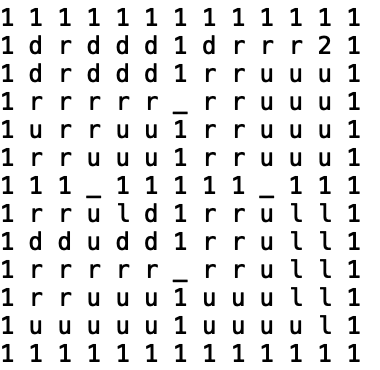 1 1 1 1 1 1 1 1 1 1 1 1 1
1 d r d d d 1 d r r r 2 1
1 d r d d d 1 r r u u u 1
1 r r r r r _ r r u u u 1
1 u r r u u 1 r r u u u 1
1 r r u u u 1 r r u u u 1
1 1 1 _ 1 1 1 1 1 _ 1 1 1
1 r r u l d 1 r r u l l 1
1 d d u d d 1 r r u l l 1
1 r r r r r _ r r u l l 1
1 r r u u u 1 u u u l l 1
1 u u u u u 1 u u u u l 1
1 1 1 1 1 1 1 1 1 1 1 1 1